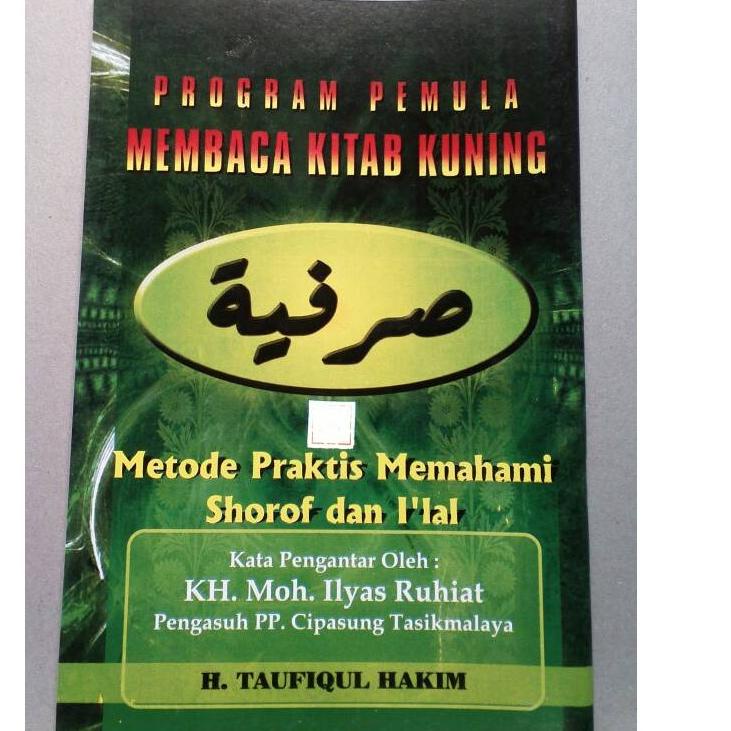 PROGRAM PEMULA
MEMBACA KITAB KUNING
صرفية
Metode Praktis Memahami
Shorof dan I'lal
Kata Pengantar Oleh :
KH. Moh. Ilyas Ruhiat
Pengasuh PP. Cipasung Tasikmalaya
H. TAUFIQUL HAKIM